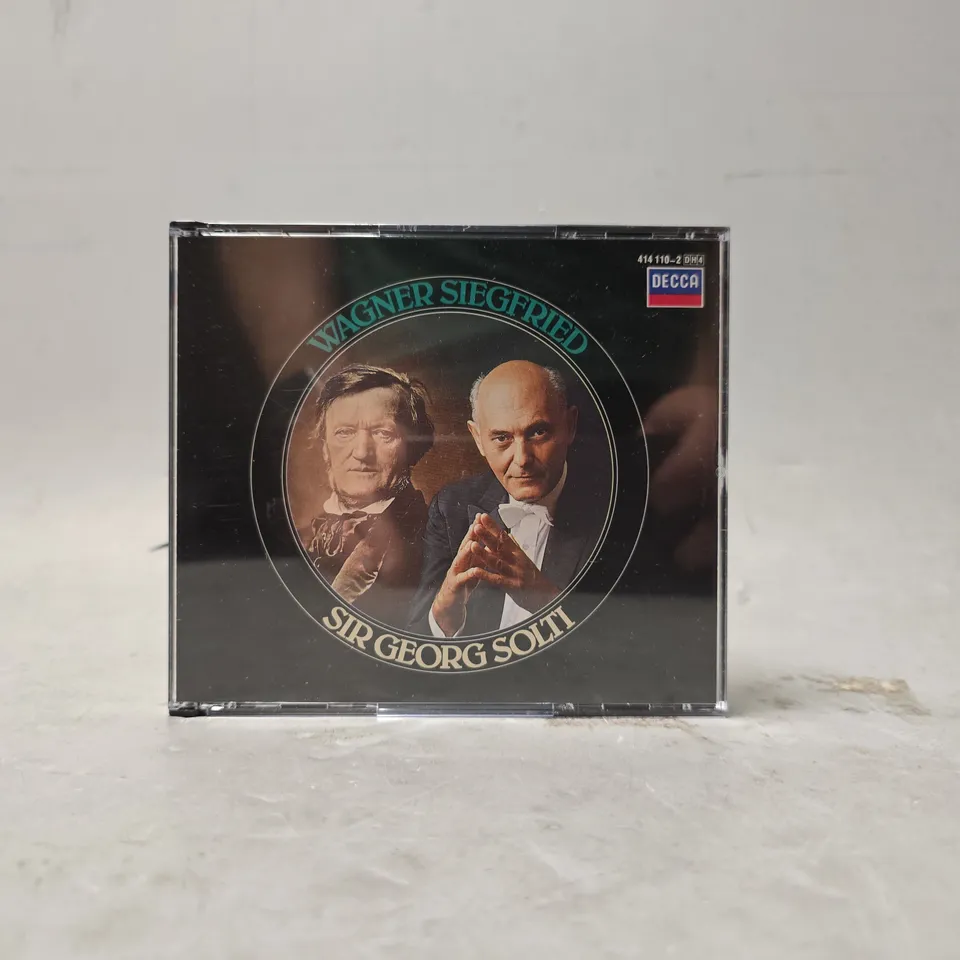 414 110-2 DH4
DECCA
WAGNER SIEGFRIED
SIR GEORG SOLTI